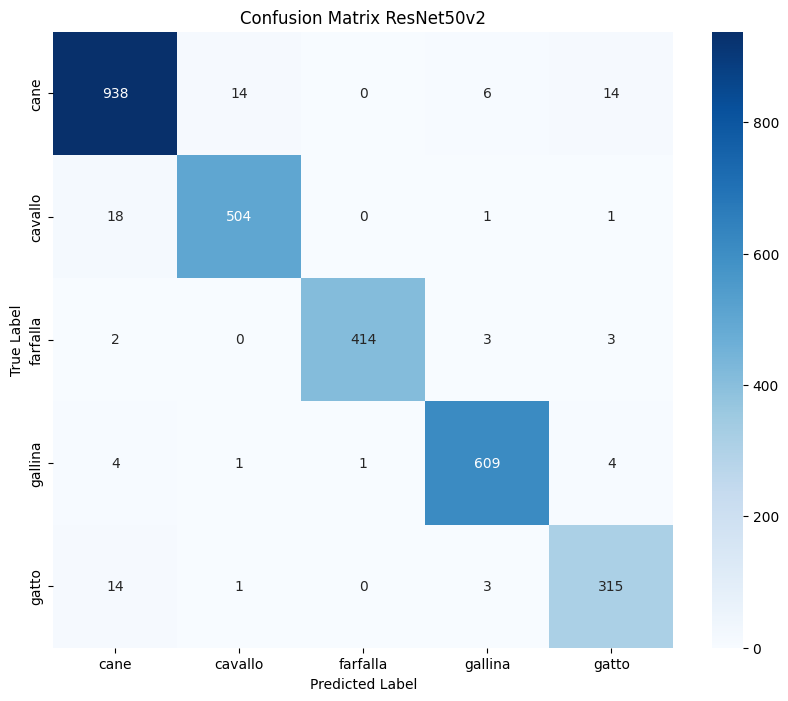 Confusion Matrix ResNet50v2
True Label
cane 938 14 0 6 14
cavallo 18 504 0 1 1
farfalla 2 0 414 3 3
gallina 4 1 1 609 4
gatto 14 1 0 3 315
cane cavallo farfalla gallina gatto
Predicted Label
800
600
400
200
0